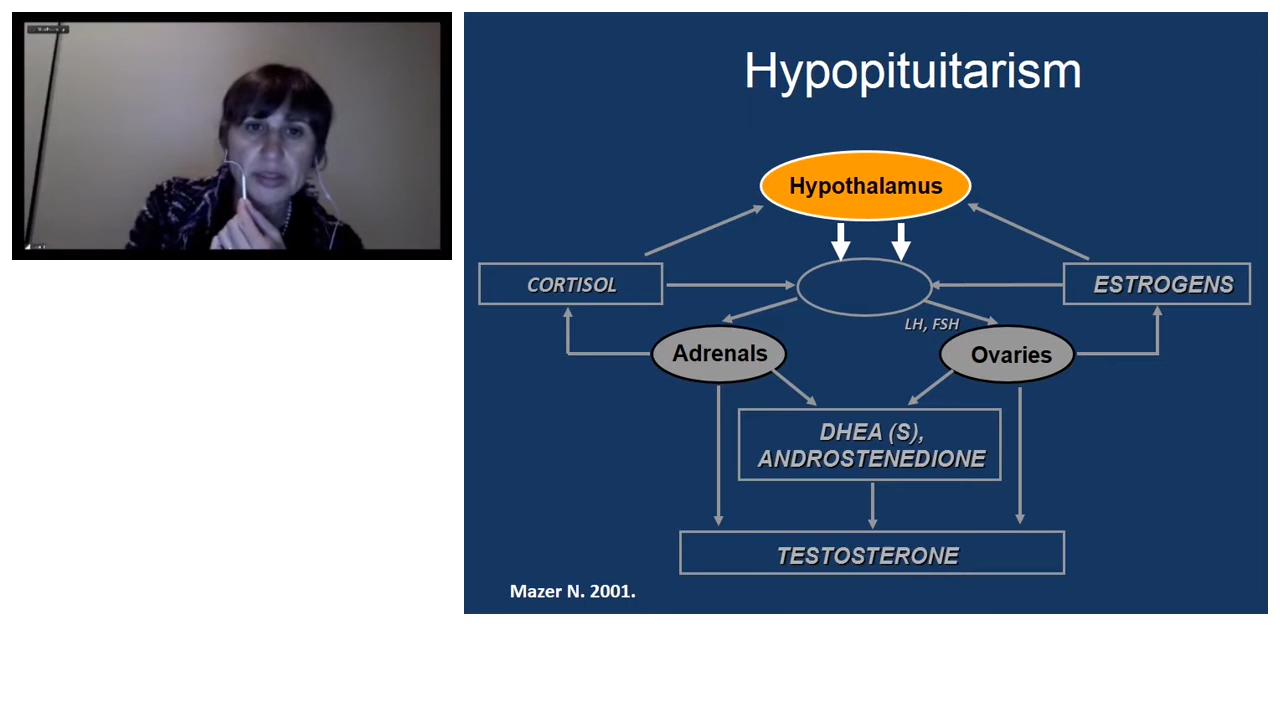 Hypopituitarism
Hypothalamus
CORTISOL
ESTROGENS
LH, FSH
Adrenals
Ovaries
DHEA (S),
ANDROSTENEDIONE
TESTOSTERONE
Mazer N. 2001.